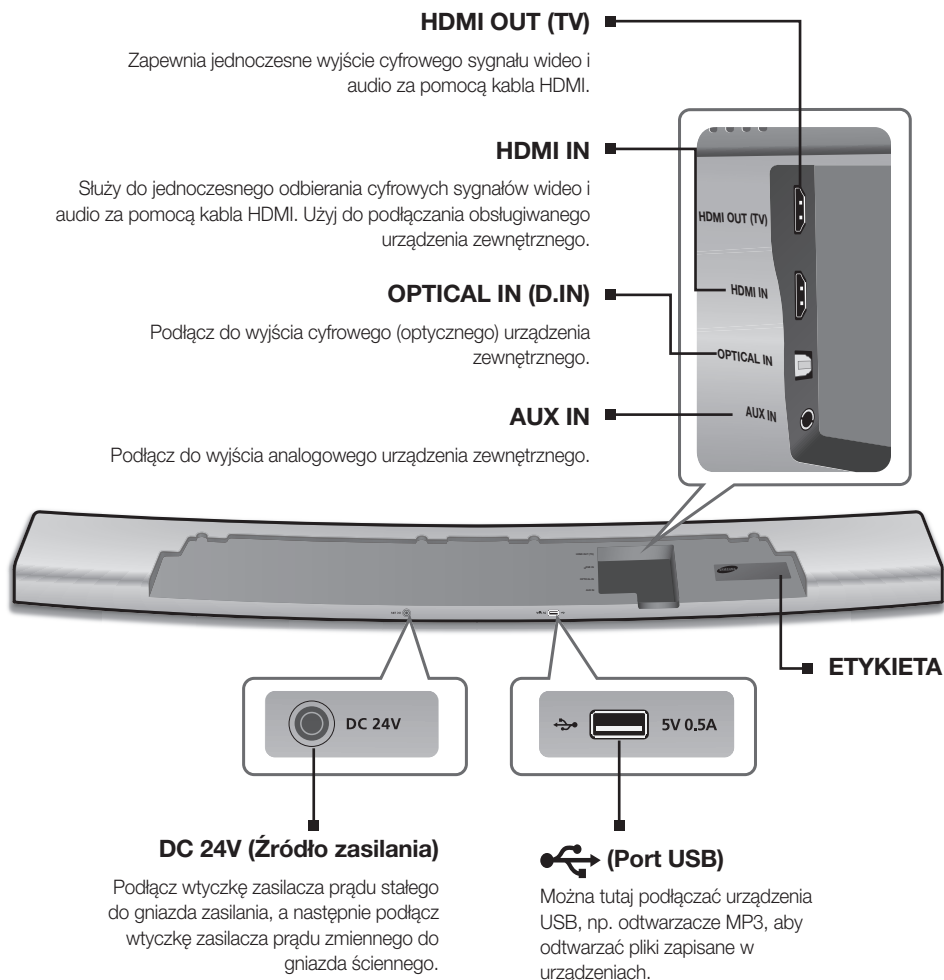 HDMI OUT (TV)
Zapewnia jednoczesne wyjście cyfrowego sygnału wideo i
audio za pomocą kabla HDMI.
HDMI IN
Służy do jednoczesnego odbierania cyfrowych sygnałów wideo i
audio za pomocą kabla HDMI. Użyj do podłączania obsługiwanego
urządzenia zewnętrznego.
OPTICAL IN (D.IN)
Podłącz do wyjścia cyfrowego (optycznego) urządzenia
zewnętrznego.
AUX IN
Podłącz do wyjścia analogowego urządzenia zewnętrznego.
HDMI OUT (TV)
HDMI IN
OPTICAL IN
AUX IN
SAMSUNG
ETYKIETA
DC 24V
5V 0.5A
DC 24V (Źródło zasilania)
Podłącz wtyczkę zasilacza prądu stałego
do gniazda zasilania, a następnie podłącz
wtyczkę zasilacza prądu zmiennego do
gniazda ściennego.
(Port USB)
Można tutaj podłączać urządzenia
USB, np. odtwarzacze MP3, aby
odtwarzać pliki zapisane w
urządzeniach.